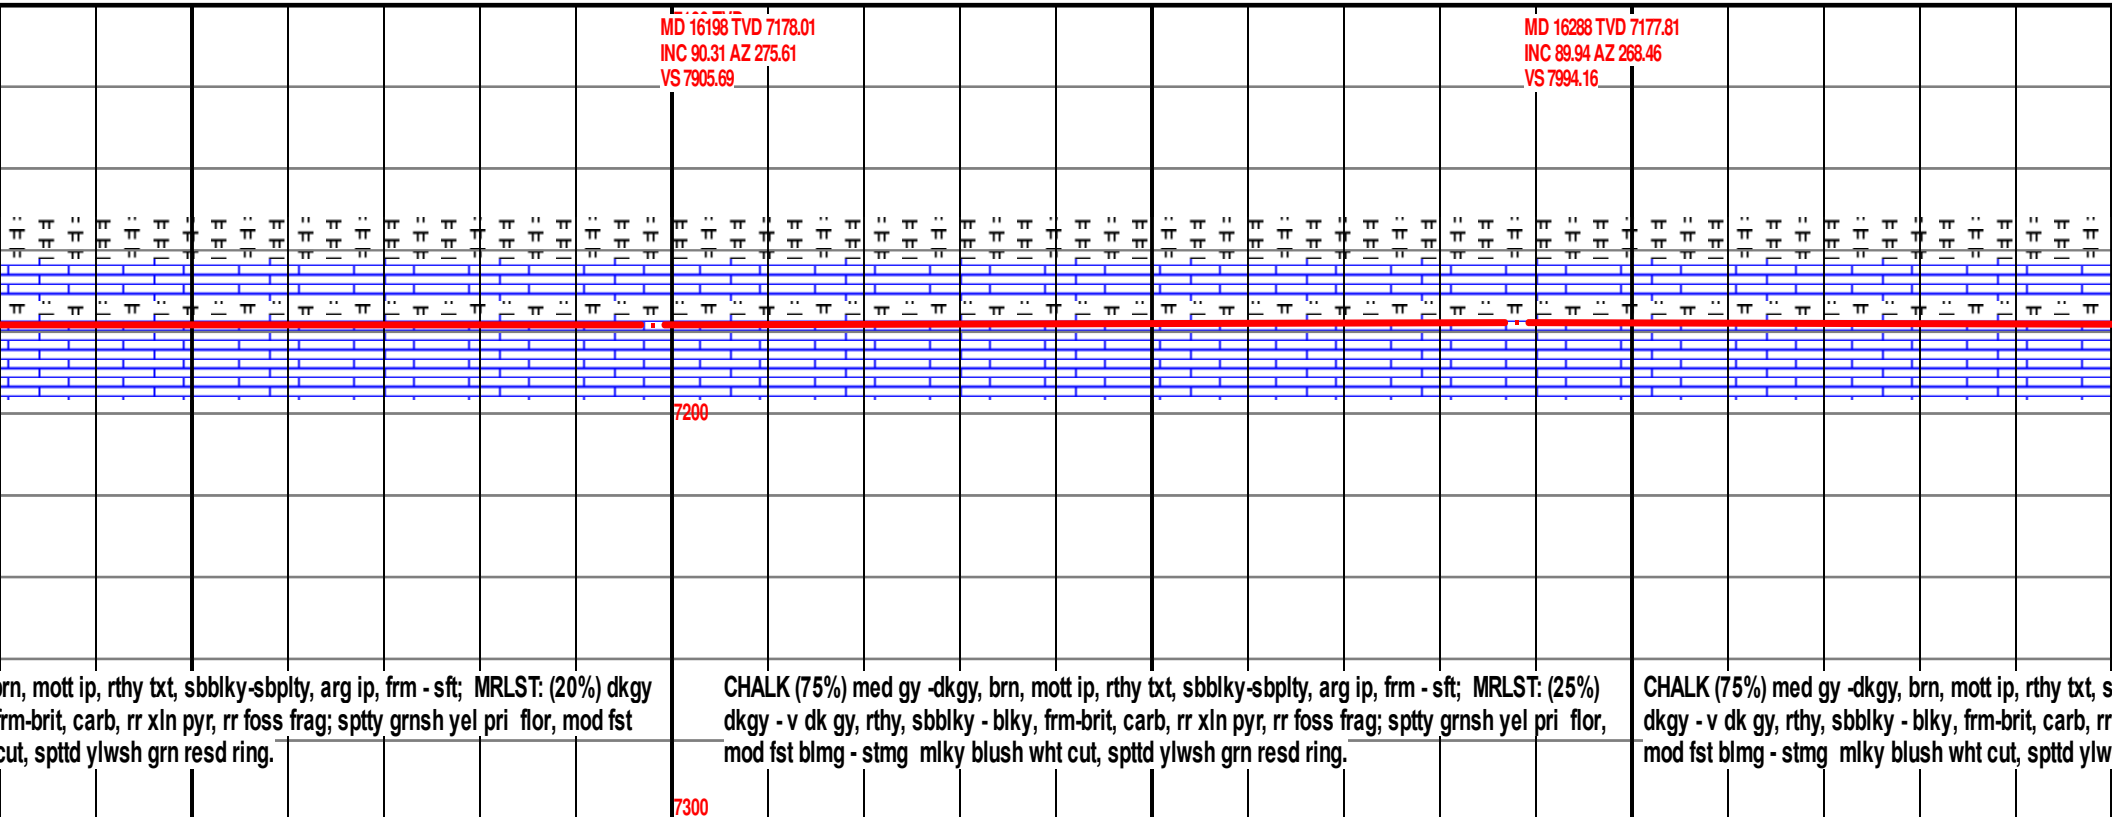 MD 16198 TVD 7178.01
INC 90.31 AZ 275.61
VS 7905.69
MD 16288 TVD 7177.81
INC 89.94 AZ 268.46
VS 7994.16
7200
mott ip, rthy txt, sbblky-sbplty, arg ip, frm - sft; MRLST: (20%) dkgy
frm-brit, carb, rr xln pyr, rr foss frag; sptty grnsh yel pri flor, mod fst
cut, spttd ylwsh grn resd ring.
CHALK (75%) med gy -dkgy, brn, mott ip, rthy txt, sbblky-sbplty, arg ip, frm - sft; MRLST: (25%)
dkgy - v dk gy, rthy, sbblky - blky, frm-brit, carb, rr xln pyr, rr foss frag; sptty grnsh yel pri flor,
mod fst blmg - stmg mlky blush wht cut, spttd ylwsh grn resd ring.
CHALK (75%) med gy -dkgy, brn, mott ip, rthy txt, s
dkgy - v dk gy, rthy, sbblky - blky, frm-brit, carb, rr
mod fst blmg - stmg mlky blush wht cut, spttd ylw
7300